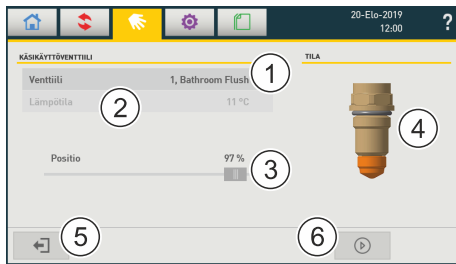 20-Elo-2019
12:00
?
KÄSIKÄYTTÖVENTTIILI
TILA
Venttiili 1, Bathroom Flush
1
Lämpötila 11 °C
2
4
Positio 97 %
3
5
6